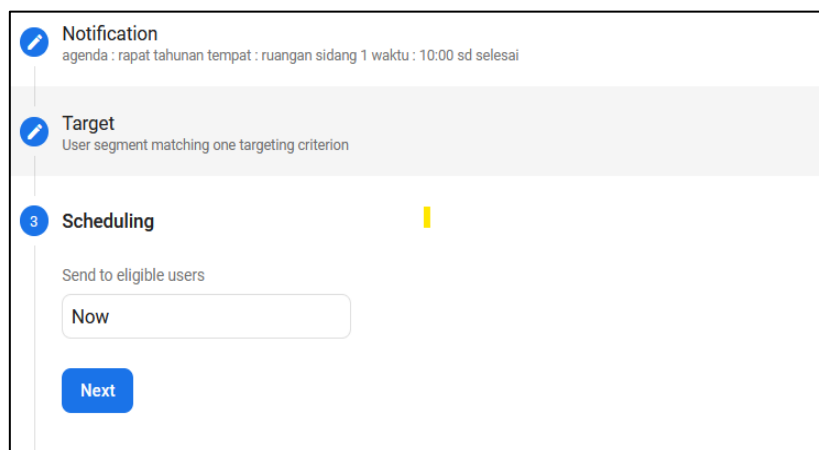 Notification
agenda : rapat tahunan tempat : ruangan sidang 1 waktu : 10:00 sd selesai
Target
User segment matching one targeting criterion
3 Scheduling
Send to eligible users
Now
Next